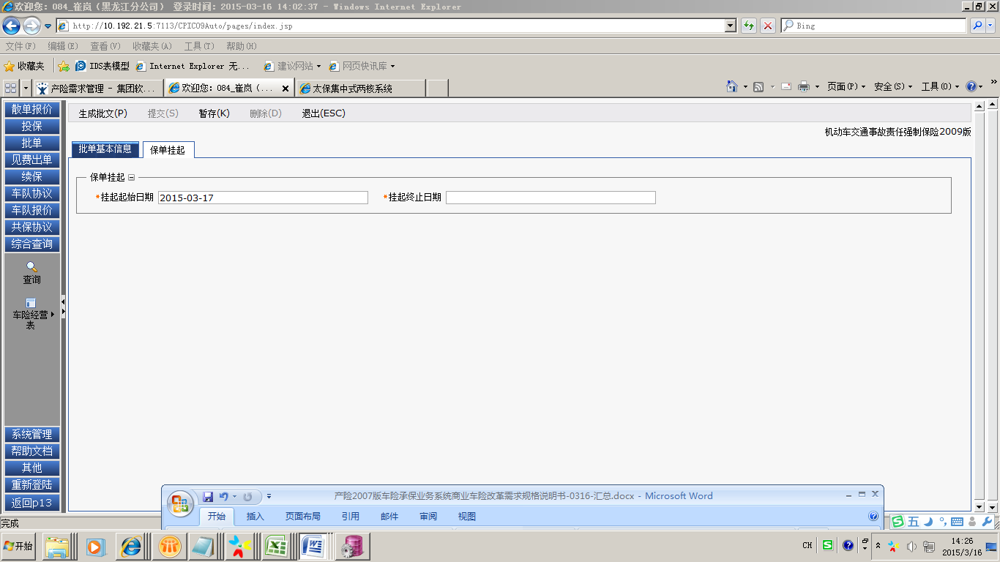 欢迎您：084_崔岚（黑龙江分公司） 登录时间：2015-03-16 14:02:37 - Windows Internet Explorer
http://10.192.21.5:7113/CPIC09Auto/pages/index.jsp
Bing
文件(F) 编辑(E) 查看(V) 收藏夹(A) 工具(T) 帮助(H)
收藏夹 IDS表模型 Internet Explorer 无... 建议网站 网页快讯库
产险需求管理 - 集团软... 欢迎您：084_崔岚（... 太保集中式两核系统 页面(P) 安全(S) 工具(O)
散单报价
投保
批单
见费出单
续保
车队协议
车队报价
共保协议
综合查询
查询
车险经营表
系统管理
帮助文档
其他
重新登陆
返回p13
生成批文(P) 提交(S) 暂存(K) 删除(D) 退出(ESC)
机动车交通事故责任强制保险2009版
批单基本信息 保单挂起
保单挂起
*挂起起始日期 2015-03-17 *挂起终止日期
产险2007版车险承保业务系统商业车险改革需求规格说明书-0316-汇总.docx - Microsoft Word
开始 插入 页面布局 引用 邮件 审阅 视图
完成
五
开始
CH
14:26
2015/3/16